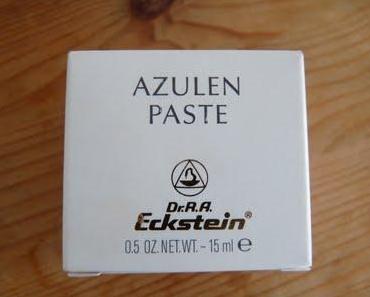 AZULEN
PASTE
Dr.R.A.
Eckstein®
0.5 OZ.NET.WT.-15 ml ℮